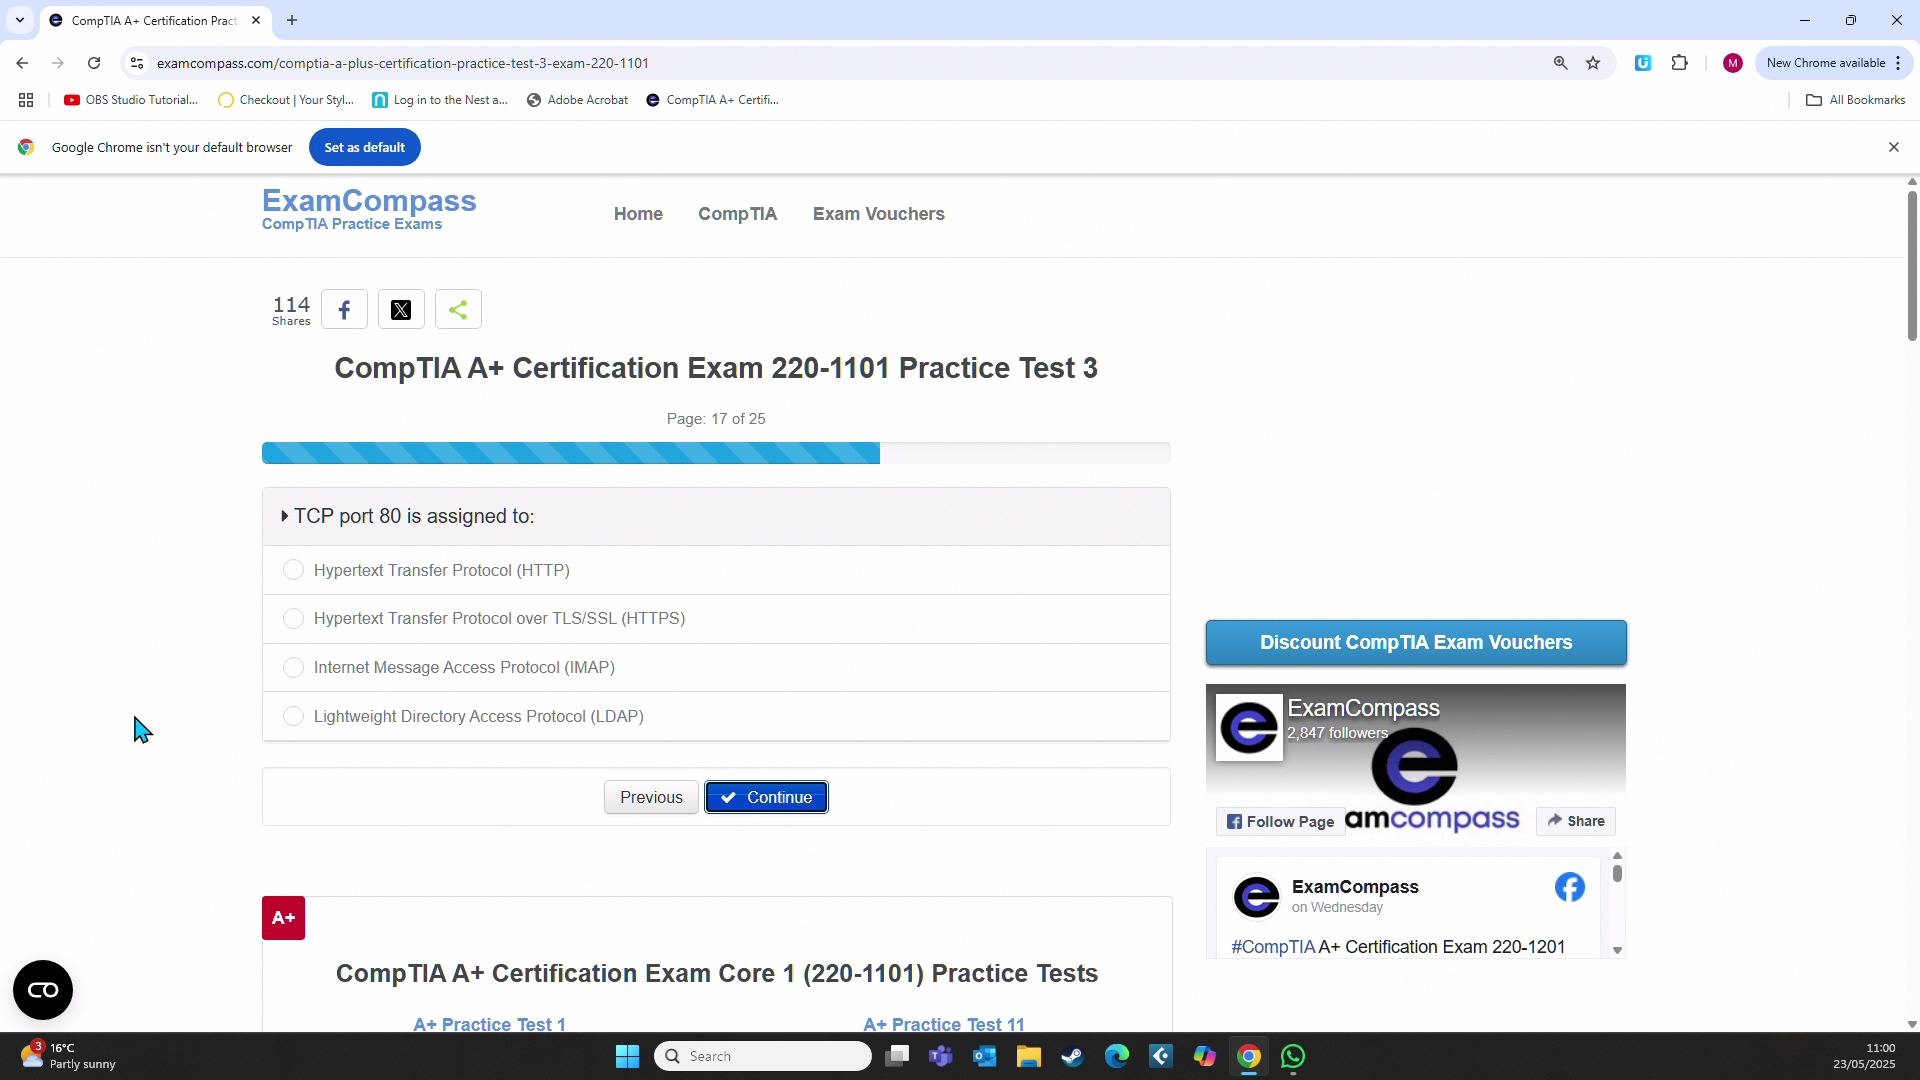 CompTIA A+ Certification Pract
examcompass.com/comptia-a-plus-certification-practice-test-3-exam-220-1101
M
New Chrome available
OBS Studio Tutorial...
Checkout | Your Styl...
Log in to the Nest a...
Adobe Acrobat
CompTIA A+ Certifi...
All Bookmarks
Google Chrome isn't your default browser
Set as default
ExamCompass
CompTIA Practice Exams
Home
CompTIA
Exam Vouchers
114
Shares
CompTIA A+ Certification Exam 220-1101 Practice Test 3
Page: 17 of 25
TCP port 80 is assigned to:
Hypertext Transfer Protocol (HTTP)
Hypertext Transfer Protocol over TLS/SSL (HTTPS)
Internet Message Access Protocol (IMAP)
Lightweight Directory Access Protocol (LDAP)
Previous
Continue
Discount CompTIA Exam Vouchers
ExamCompass
2,847 followers
amcompass
Follow Page
Share
ExamCompass
on Wednesday
#CompTIA A+ Certification Exam 220-1201
A+
CompTIA A+ Certification Exam Core 1 (220-1101) Practice Tests
A+ Practice Test 1
A+ Practice Test 11
3
16°C
Partly sunny
Search
11:00
23/05/2025